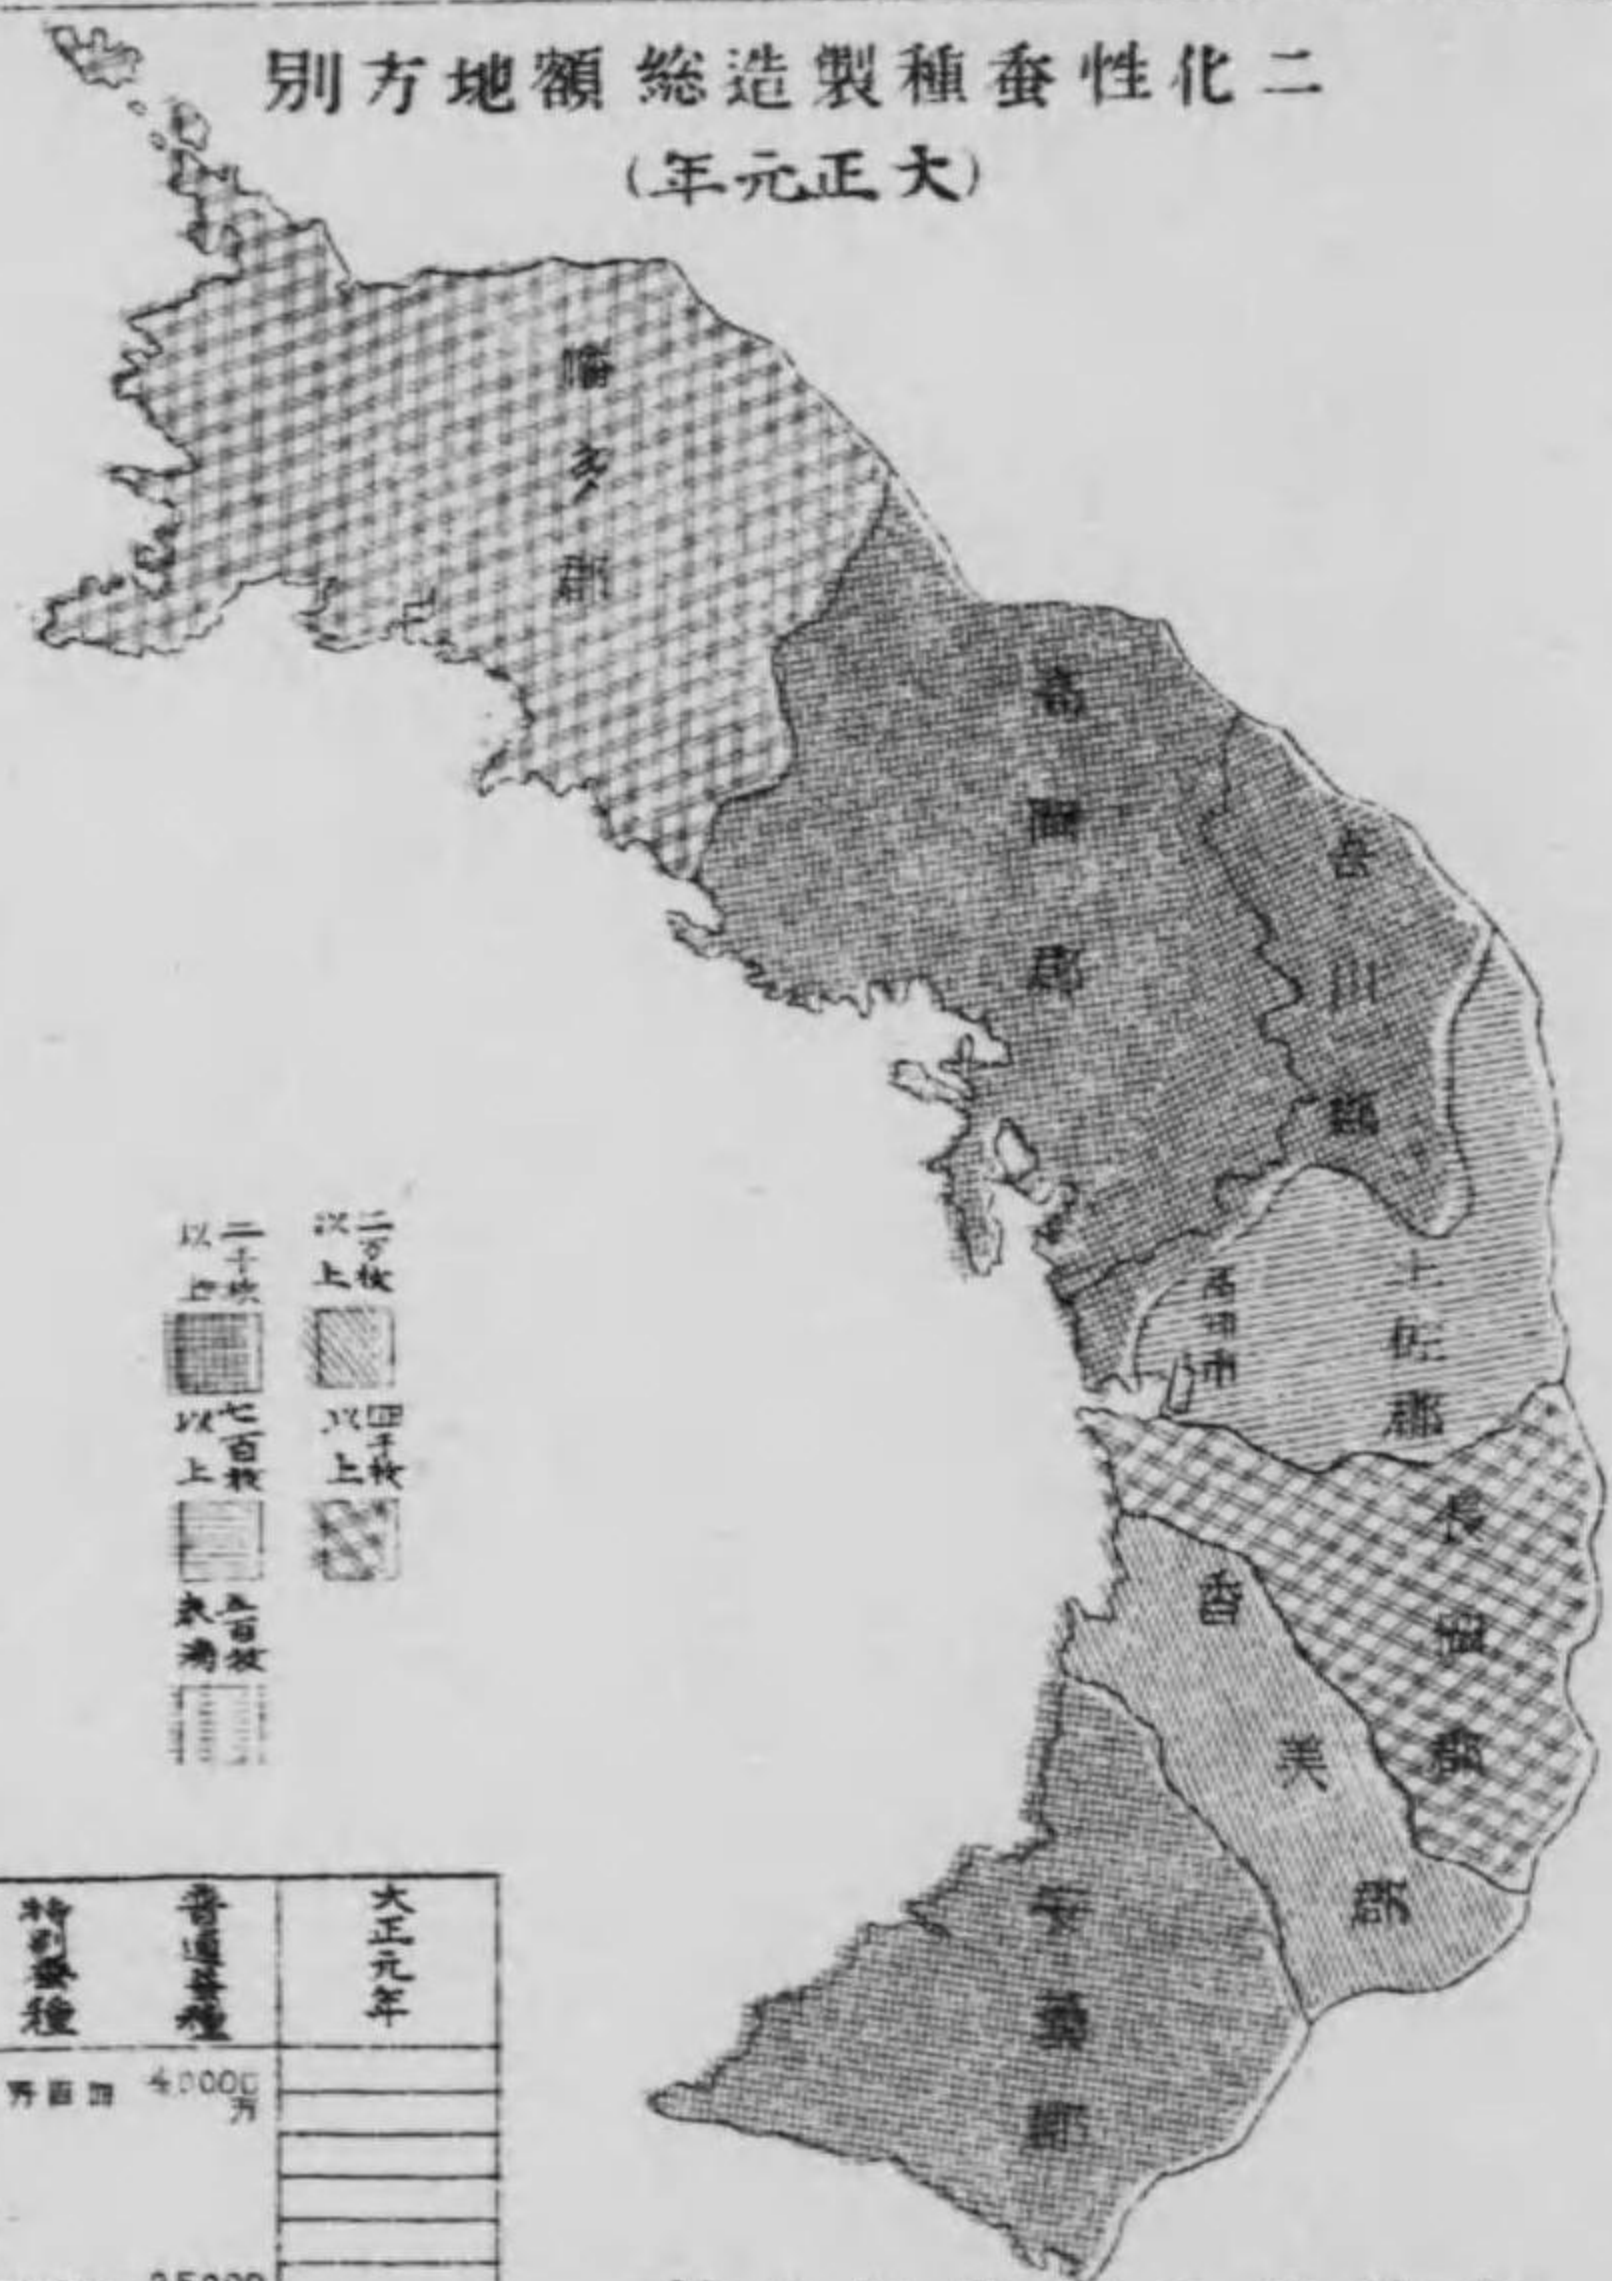 二化性蚕種製造総額地方別
(大正元年)
幡多郡
高岡郡
吾川郡
土佐郡
高知市
長岡郡
香美郡
安芸郡
二万枚以上
四千枚以上
二千枚以上
七百枚以上
五百枚未満
大正元年
普通蚕種
特別蚕種
40000
万